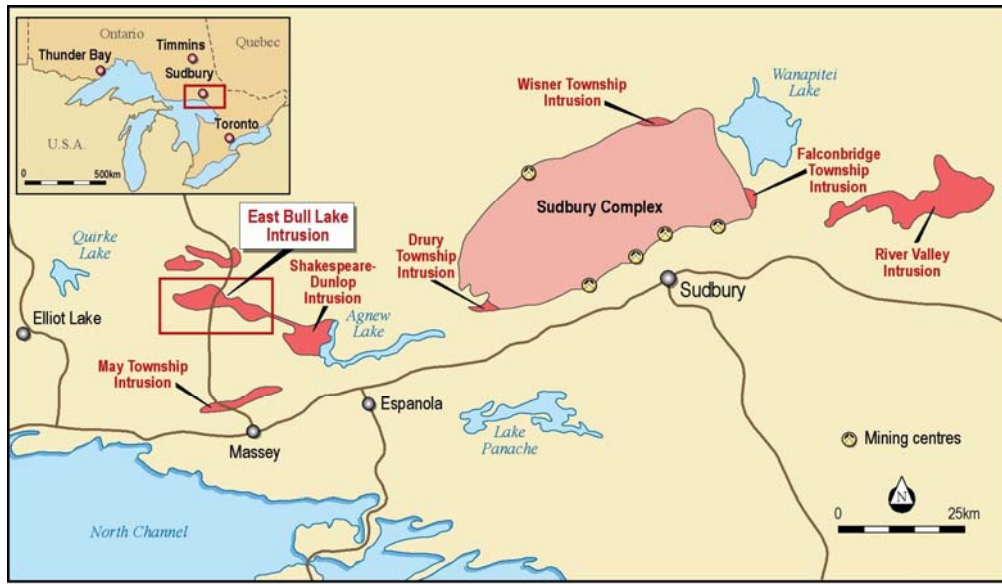 Ontario
Quebec
Timmins
Thunder Bay
Sudbury
Toronto
U.S.A.
0
500km
Wisner Township
Intrusion
Wanapitei
Lake
Falconbridge
Township
Intrusion
Sudbury Complex
East Bull Lake
Intrusion
Quirke
Lake
Drury
Township
Intrusion
River Valley
Intrusion
Shakespeare-
Dunlop
Intrusion
Sudbury
Elliot Lake
Agnew
Lake
May Township
Intrusion
Espanola
Massey
Lake
Panache
Mining centres
N
North Channel
0
25km